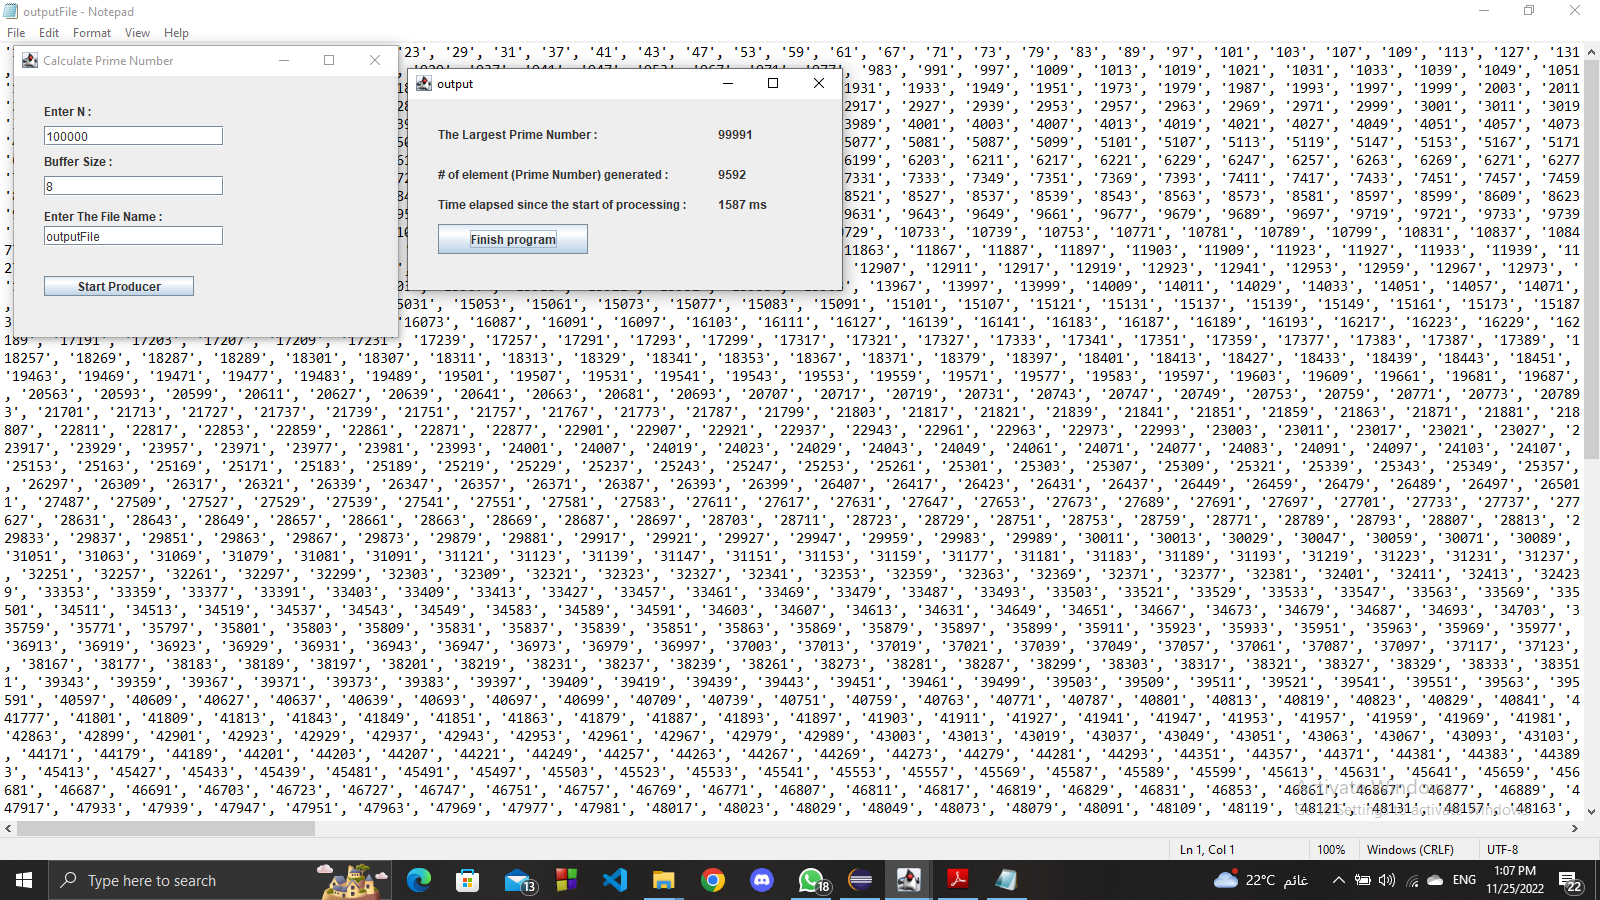 outputFile - Notepad
File Edit Format View Help
Calculate Prime Number
Enter N :
100000
Buffer Size :
8
Enter The File Name :
outputFile
Start Producer
output
The Largest Prime Number : 99991
# of element (Prime Number) generated : 9592
Time elapsed since the start of processing : 1587 ms
Finish program
23', '29', '31', '37', '41', '43', '47', '53', '59', '61', '67', '71', '73', '79', '83', '89', '97', '101', '103', '107', '109', '113', '127', '131
'983', '991', '997', '1009', '1013', '1019', '1021', '1031', '1033', '1039', '1049', '1051
1931', '1933', '1949', '1951', '1973', '1979', '1987', '1993', '1997', '1999', '2003', '2011
2917', '2927', '2939', '2953', '2957', '2963', '2969', '2971', '2999', '3001', '3011', '3019
3989', '4001', '4003', '4007', '4013', '4019', '4021', '4027', '4049', '4051', '4057', '4073
5077', '5081', '5087', '5099', '5101', '5107', '5113', '5119', '5147', '5153', '5167', '5171
6199', '6203', '6211', '6217', '6221', '6229', '6247', '6257', '6263', '6269', '6271', '6277
7331', '7333', '7349', '7351', '7369', '7393', '7411', '7417', '7433', '7451', '7457', '7459
8521', '8527', '8537', '8539', '8543', '8563', '8573', '8581', '8597', '8599', '8609', '8623
9631', '9643', '9649', '9661', '9677', '9679', '9689', '9697', '9719', '9721', '9733', '9739
0729', '10733', '10739', '10753', '10771', '10781', '10789', '10799', '10831', '10837', '1084
11863', '11867', '11887', '11897', '11903', '11909', '11923', '11927', '11933', '11939', '11
'12907', '12911', '12917', '12919', '12923', '12941', '12953', '12959', '12967', '12973', '
'13967', '13997', '13999', '14009', '14011', '14029', '14033', '14051', '14057', '14071',
15031', '15053', '15061', '15073', '15077', '15083', '15091', '15101', '15107', '15121', '15131', '15137', '15139', '15149', '15161', '15173', '15187
'16073', '16087', '16091', '16097', '16103', '16111', '16127', '16139', '16141', '16183', '16187', '16189', '16193', '16217', '16223', '16229', '162
189', '17191', '17203', '17207', '17209', '17231', '17239', '17257', '17291', '17293', '17299', '17317', '17321', '17327', '17333', '17341', '17351', '17359', '17377', '17383', '17387', '17389', '1
18257', '18269', '18287', '18289', '18301', '18307', '18311', '18313', '18329', '18341', '18353', '18367', '18371', '18379', '18397', '18401', '18413', '18427', '18433', '18439', '18443', '18451',
'19463', '19469', '19471', '19477', '19483', '19489', '19501', '19507', '19531', '19541', '19543', '19553', '19559', '19571', '19577', '19583', '19597', '19603', '19609', '19661', '19681', '19687',
, '20563', '20593', '20599', '20611', '20627', '20639', '20641', '20663', '20681', '20693', '20707', '20717', '20719', '20731', '20743', '20747', '20749', '20753', '20759', '20771', '20773', '20789
3', '21701', '21713', '21727', '21737', '21739', '21751', '21757', '21767', '21773', '21787', '21799', '21803', '21817', '21821', '21839', '21841', '21851', '21859', '21863', '21871', '21881', '218
807', '22811', '22817', '22853', '22859', '22861', '22871', '22877', '22901', '22907', '22921', '22937', '22943', '22961', '22963', '22973', '22993', '23003', '23011', '23017', '23021', '23027', '2
23917', '23929', '23957', '23971', '23977', '23981', '23993', '24001', '24007', '24019', '24023', '24029', '24043', '24049', '24061', '24071', '24077', '24083', '24091', '24097', '24103', '24107',
'25153', '25163', '25169', '25171', '25183', '25189', '25219', '25229', '25237', '25243', '25247', '25253', '25261', '25301', '25303', '25307', '25309', '25321', '25339', '25343', '25349', '25357',
, '26297', '26309', '26317', '26321', '26339', '26347', '26357', '26371', '26387', '26393', '26399', '26407', '26417', '26423', '26431', '26437', '26449', '26459', '26479', '26489', '26497', '26501
1', '27487', '27509', '27527', '27529', '27539', '27541', '27551', '27581', '27583', '27611', '27617', '27631', '27647', '27653', '27673', '27689', '27691', '27697', '27701', '27733', '27737', '277
627', '28631', '28643', '28649', '28657', '28661', '28663', '28669', '28687', '28697', '28703', '28711', '28723', '28729', '28751', '28753', '28759', '28771', '28789', '28793', '28807', '28813', '2
29833', '29837', '29851', '29863', '29867', '29873', '29879', '29881', '29917', '29921', '29927', '29947', '29959', '29983', '29989', '30011', '30013', '30029', '30047', '30059', '30071', '30089',
'31051', '31063', '31069', '31079', '31081', '31091', '31121', '31123', '31139', '31147', '31151', '31153', '31159', '31177', '31181', '31183', '31189', '31193', '31219', '31223', '31231', '31237',
, '32251', '32257', '32261', '32297', '32299', '32303', '32309', '32321', '32323', '32327', '32341', '32353', '32359', '32363', '32369', '32371', '32377', '32381', '32401', '32411', '32413', '32423
9', '33353', '33359', '33377', '33391', '33403', '33409', '33413', '33427', '33457', '33461', '33469', '33479', '33487', '33493', '33503', '33521', '33529', '33533', '33547', '33563', '33569', '335
501', '34511', '34513', '34519', '34537', '34543', '34549', '34583', '34589', '34591', '34603', '34607', '34613', '34631', '34649', '34651', '34667', '34673', '34679', '34687', '34693', '34703', '3
35759', '35771', '35797', '35801', '35803', '35809', '35831', '35837', '35839', '35851', '35863', '35869', '35879', '35897', '35899', '35911', '35923', '35933', '35951', '35963', '35969', '35977',
'36913', '36919', '36923', '36929', '36931', '36943', '36947', '36973', '36979', '36997', '37003', '37013', '37019', '37021', '37039', '37049', '37057', '37061', '37087', '37097', '37117', '37123',
, '38167', '38177', '38183', '38189', '38197', '38201', '38219', '38231', '38237', '38239', '38261', '38273', '38281', '38287', '38299', '38303', '38317', '38321', '38327', '38329', '38333', '38351
1', '39343', '39359', '39367', '39371', '39373', '39383', '39397', '39409', '39419', '39439', '39443', '39451', '39461', '39499', '39503', '39509', '39511', '39521', '39541', '39551', '39563', '395
591', '40597', '40609', '40627', '40637', '40639', '40693', '40697', '40699', '40709', '40739', '40751', '40759', '40763', '40771', '40787', '40801', '40813', '40819', '40823', '40829', '40841', '4
41777', '41801', '41809', '41813', '41843', '41849', '41851', '41863', '41879', '41887', '41893', '41897', '41903', '41911', '41927', '41941', '41947', '41953', '41957', '41959', '41969', '41981',
'42863', '42899', '42901', '42923', '42929', '42937', '42943', '42953', '42961', '42967', '42979', '42989', '43003', '43013', '43019', '43037', '43049', '43051', '43063', '43067', '43093', '43103',
, '44171', '44179', '44189', '44201', '44203', '44207', '44221', '44249', '44257', '44263', '44267', '44269', '44273', '44279', '44281', '44293', '44351', '44357', '44371', '44381', '44383', '44389
3', '45413', '45427', '45433', '45439', '45481', '45491', '45497', '45503', '45523', '45533', '45541', '45553', '45557', '45569', '45587', '45589', '45599', '45613', '45631', '45641', '45659', '456
681', '46687', '46691', '46703', '46723', '46727', '46747', '46751', '46757', '46769', '46771', '46807', '46811', '46817', '46819', '46829', '46831', '46853', '46861', '46867', '46877', '46889', '4
47917', '47933', '47939', '47947', '47951', '47963', '47969', '47977', '47981', '48017', '48023', '48029', '48049', '48073', '48079', '48091', '48109', '48119', '48121', '48131', '48157', '48163',
Activate Windows
Go to Settings to activate Windows.
Ln 1, Col 1 100% Windows (CRLF) UTF-8
Type here to search
13
18
22°C غائم
ENG
1:07 PM
11/25/2022
22